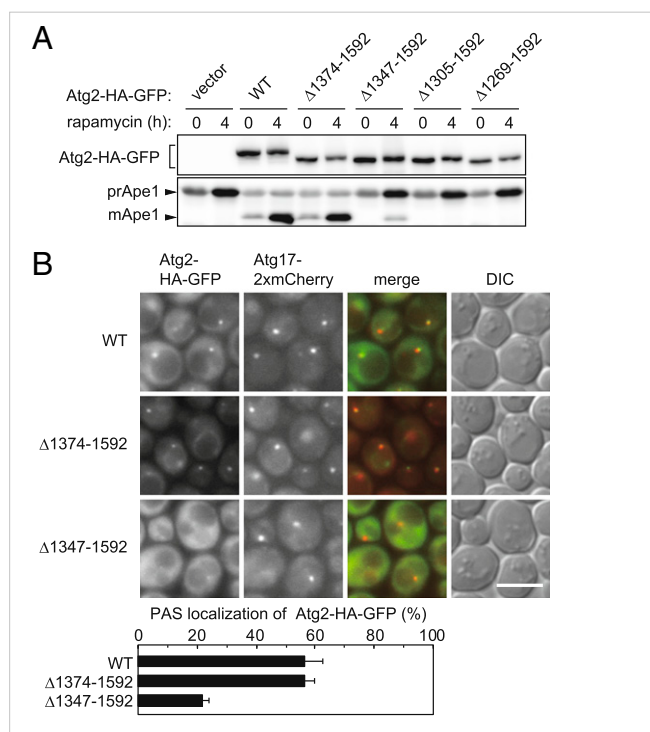 A
Atg2-HA-GFP: vector WT Δ1374-1592 Δ1347-1592 Δ1305-1592 Δ1269-1592
rapamycin (h): 0 4 0 4 0 4 0 4 0 4 0 4
Atg2-HA-GFP
prApe1
mApe1
B
Atg2- Atg17-
HA-GFP 2xmCherry merge DIC
WT
Δ1374-1592
Δ1347-1592
PAS localization of Atg2-HA-GFP (%)
0 20 40 60 80 100
WT
Δ1374-1592
Δ1347-1592